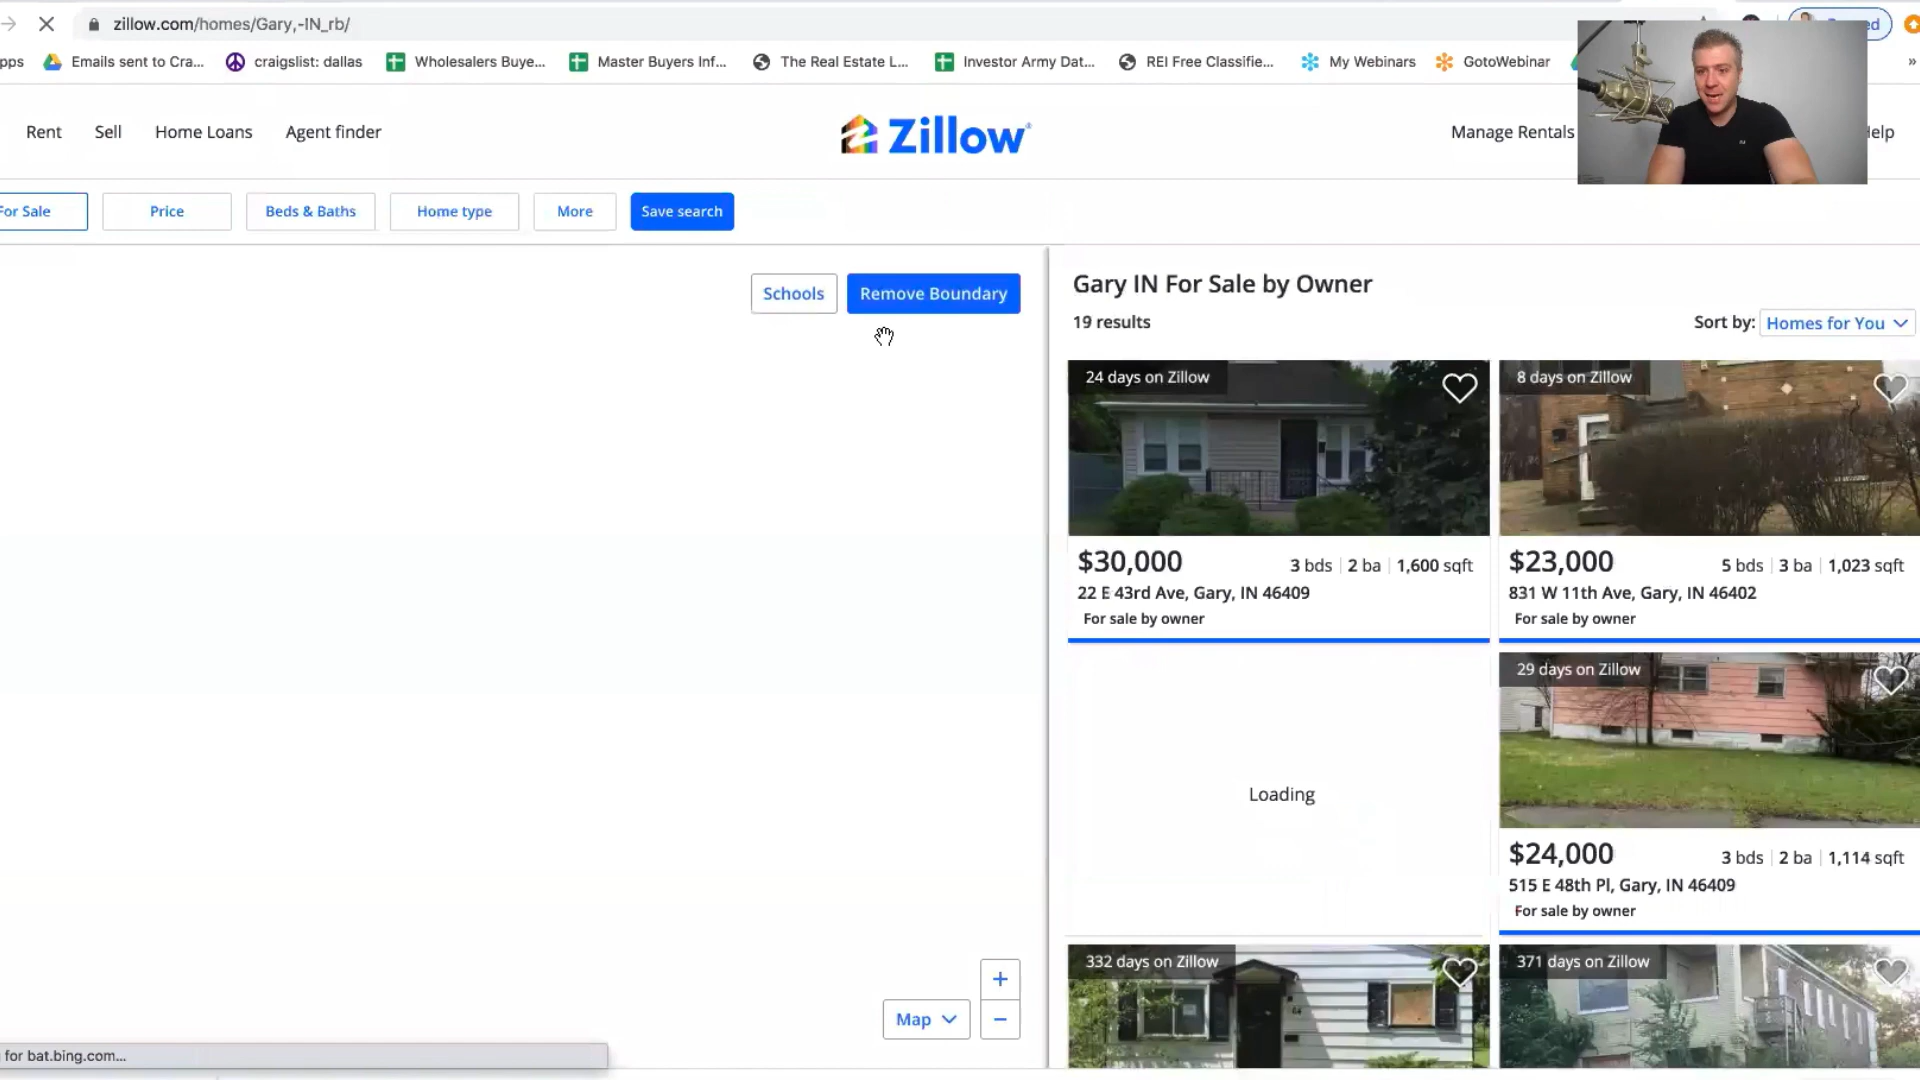 zillow.com/homes/Gary,-IN_rb/
pps Emails sent to Cra... craigslist: dallas Wholesalers Buye... Master Buyers Inf... The Real Estate L... Investor Army Dat... REI Free Classifie... My Webinars GotoWebinar »
Rent Sell Home Loans Agent finder Zillow Manage Rentals Help
For Sale Price Beds & Baths Home type More Save search
Schools Remove Boundary
Gary IN For Sale by Owner
19 results
Sort by: Homes for You
24 days on Zillow
$30,000 3 bds 2 ba 1,600 sqft
22 E 43rd Ave, Gary, IN 46409
For sale by owner
8 days on Zillow
$23,000 5 bds 3 ba 1,023 sqft
831 W 11th Ave, Gary, IN 46402
For sale by owner
Loading
29 days on Zillow
$24,000 3 bds 2 ba 1,114 sqft
515 E 48th Pl, Gary, IN 46409
For sale by owner
332 days on Zillow
371 days on Zillow
Map
for bat.bing.com...